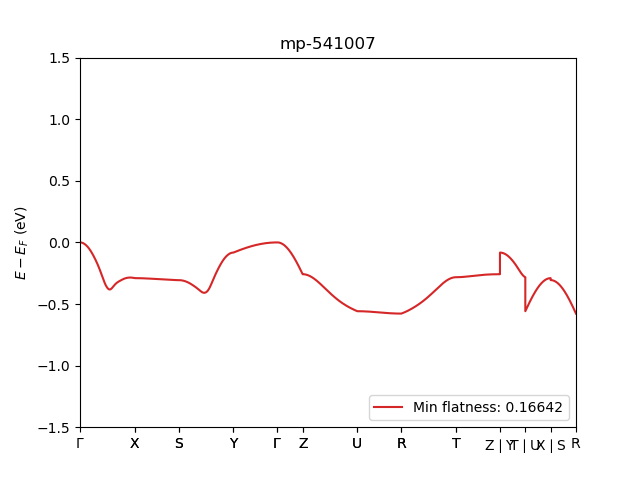 mp-541007
E − E_F (eV)
1.5
1.0
0.5
0.0
−0.5
−1.0
−1.5
Min flatness: 0.16642
Γ X S Y Γ Z U R T Z | Y T | U X | S R